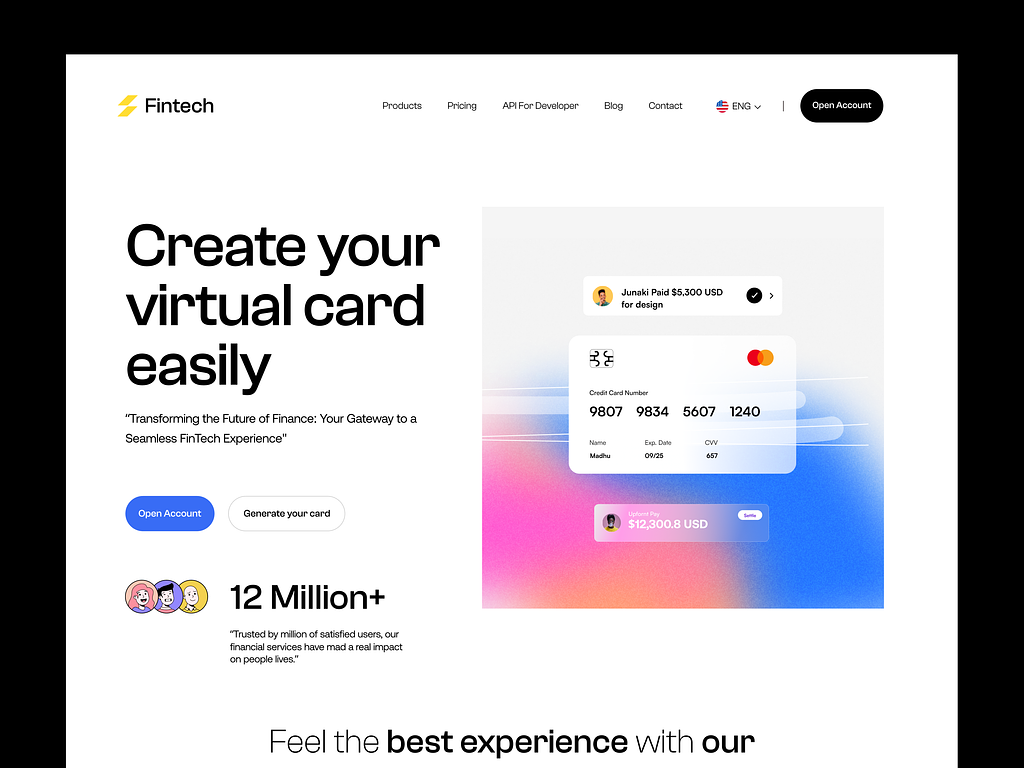 Fintech
Products Pricing API For Developer Blog Contact ENG | Open Account
Create your
virtual card
easily
"Transforming the Future of Finance: Your Gateway to a
Seamless FinTech Experience"
Open Account Generate your card
12 Million+
"Trusted by million of satisfied users, our
financial services have mad a real impact
on people lives."
Junaki Paid $5,300 USD
for design
Credit Card Number
9807 9834 5607 1240
Name Exp. Date CVV
Madhu 09/25 657
Upfornt Pay
$12,300.8 USD
Settle
Feel the best experience with our